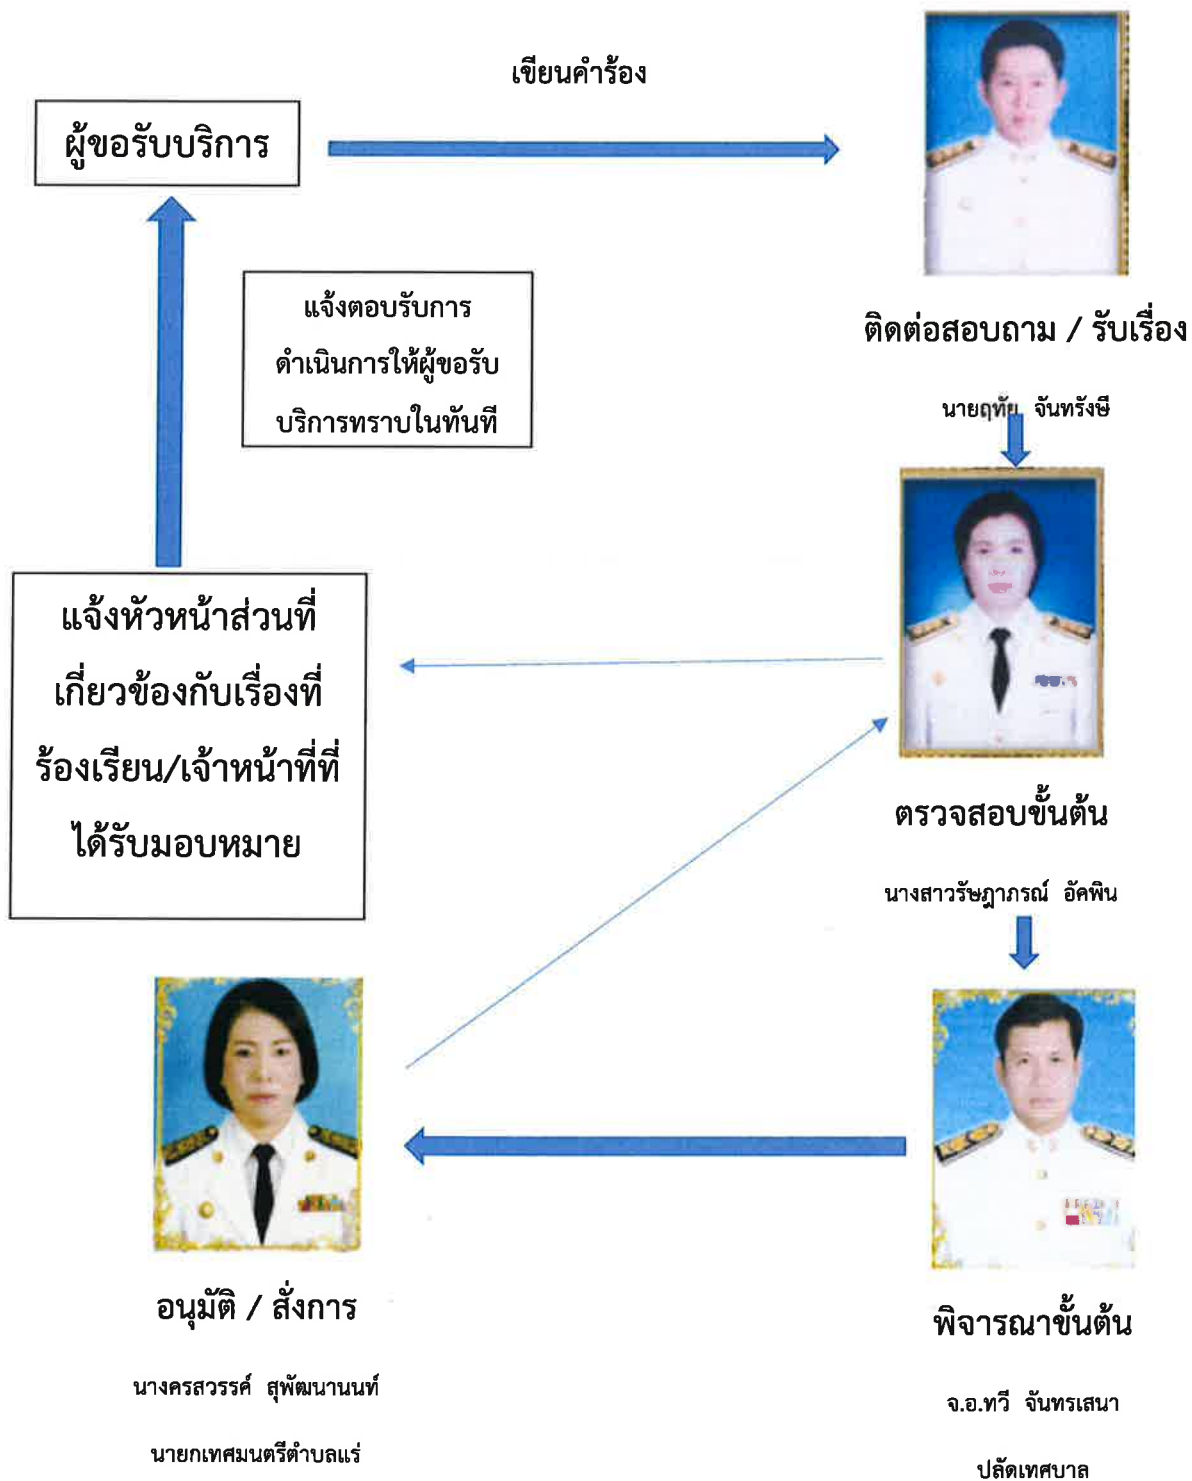 เขียนคำร้อง
ผู้ขอรับบริการ
แจ้งตอบรับการ
ดำเนินการให้ผู้ขอรับ
บริการทราบในทันที
ติดต่อสอบถาม / รับเรื่อง
นายฤทัย จันทรังษี
แจ้งหัวหน้าส่วนที่
เกี่ยวข้องกับเรื่องที่
ร้องเรียน/เจ้าหน้าที่ที่
ได้รับมอบหมาย
ตรวจสอบขั้นต้น
นางสาวรัษฎาภรณ์ อัคพิน
อนุมัติ / สั่งการ
นางครสวรรค์ สุพัฒนานนท์
นายกเทศมนตรีตำบลแร่
พิจารณาขั้นต้น
จ.อ.ทวี จันทรเสนา
ปลัดเทศบาล